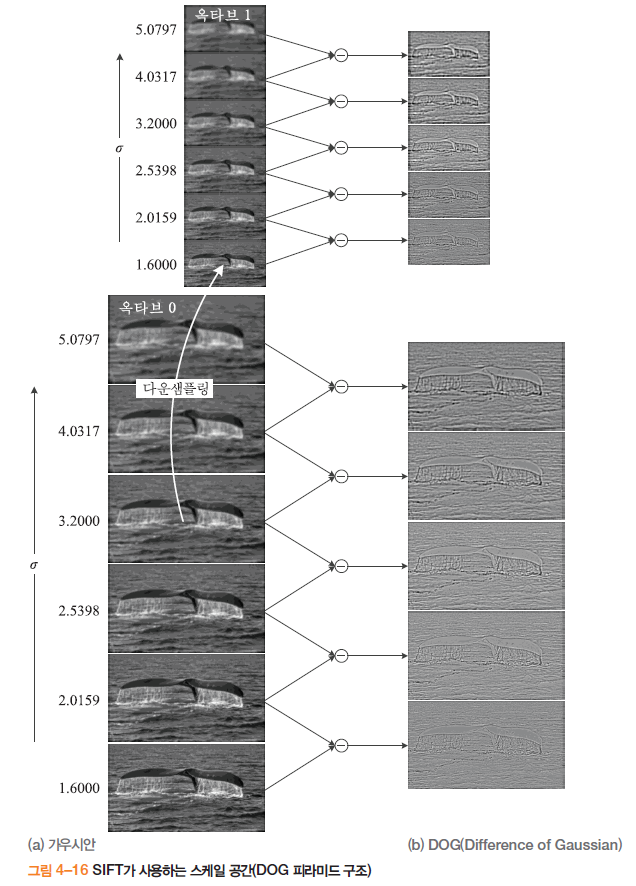 옥타브 1
5.0797
4.0317
3.2000
σ
2.5398
2.0159
1.6000
옥타브 0
5.0797
다운샘플링
4.0317
3.2000
σ
2.5398
2.0159
1.6000
(a) 가우시안
(b) DOG(Difference of Gaussian)
그림 4–16 SIFT가 사용하는 스케일 공간(DOG 피라미드 구조)